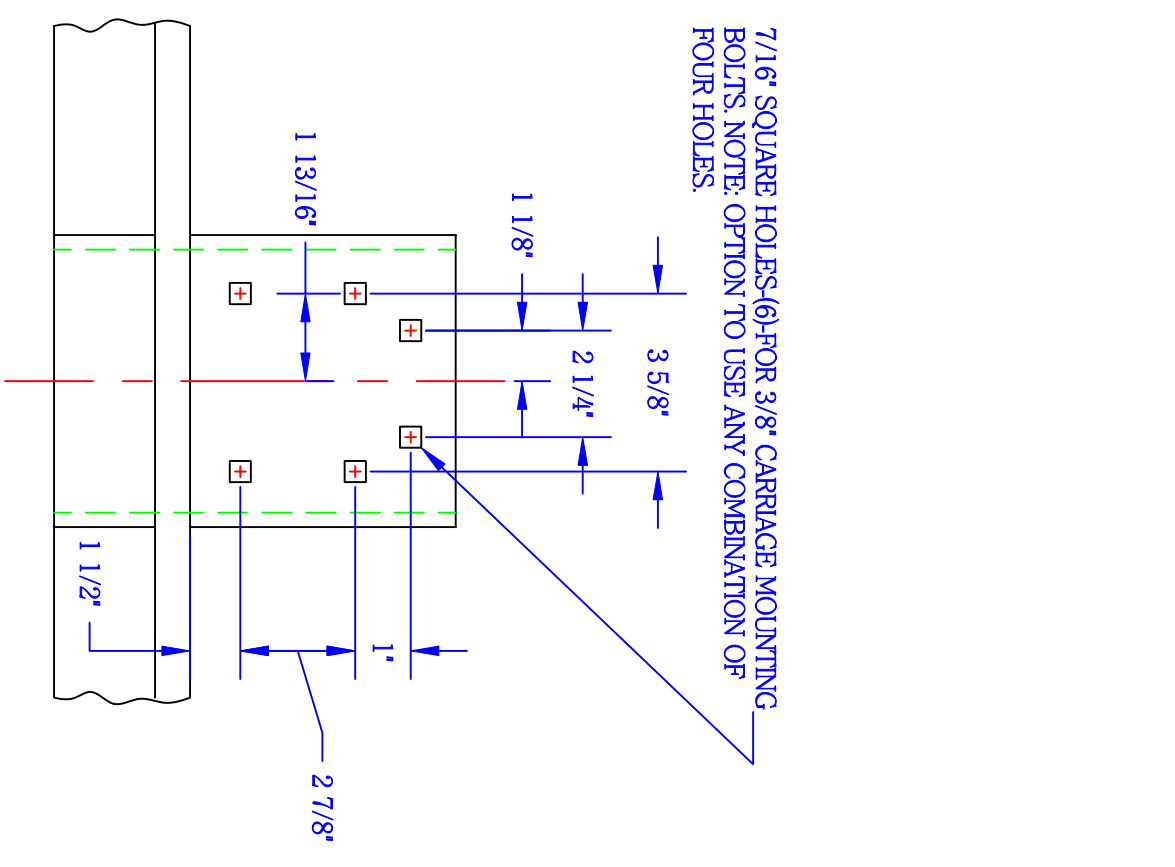 7/16" SQUARE HOLES-(6)-FOR 3/8" CARRIAGE MOUNTING
BOLTS. NOTE: OPTION TO USE ANY COMBINATION OF
FOUR HOLES.
3 5/8"
2 1/4"
1 1/8"
1 13/16"
1"
2 7/8"
1 1/2"